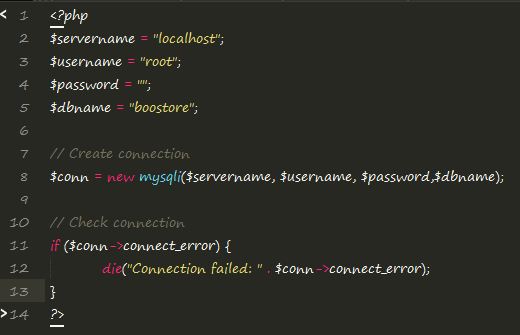 1 <?php
2 $servername = "localhost";
3 $username = "root";
4 $password = "";
5 $dbname = "boostore";
6
7 // Create connection
8 $conn = new mysqli($servername, $username, $password,$dbname);
9
10 // Check connection
11 if ($conn->connect_error) {
12 die("Connection failed: " . $conn->connect_error);
13 }
14 ?>